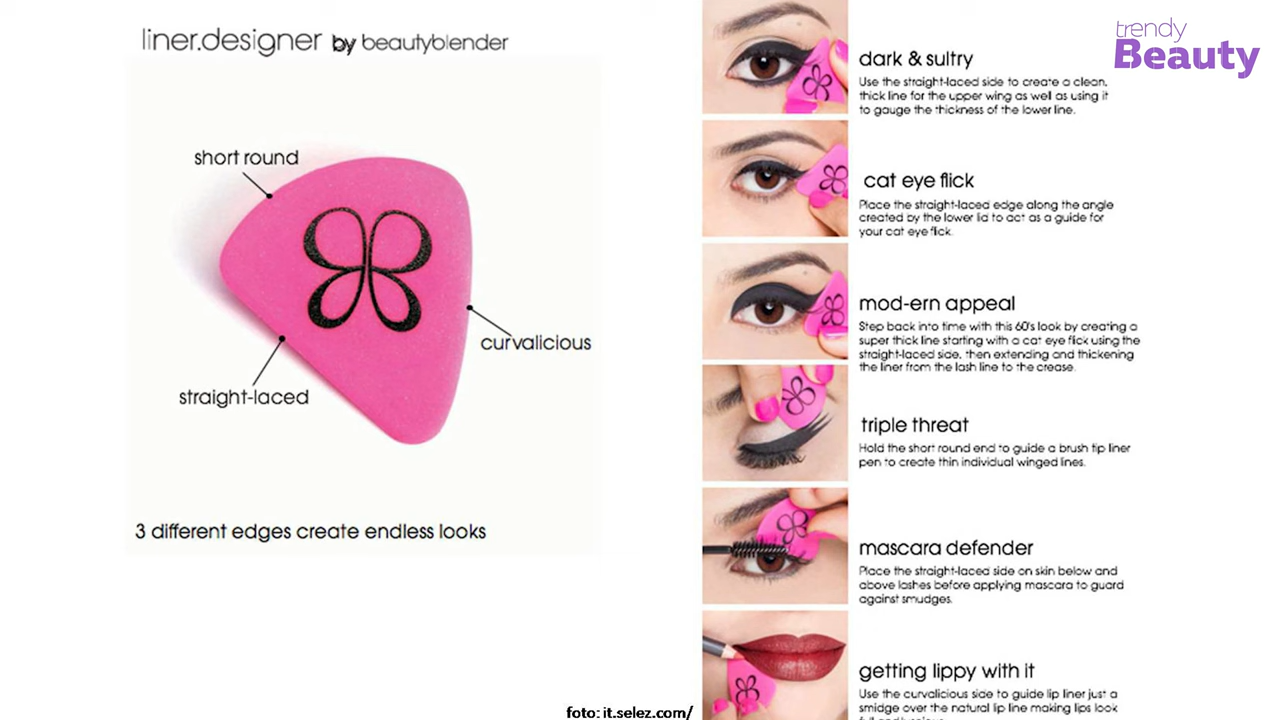 liner.designer by beautyblender
short round
curvalicious
straight-laced
3 different edges create endless looks
trendy
Beauty
dark & sultry
Use the straight-laced side to create a clean,
thick line for the upper wing as well as using it
to gauge the thickness of the lower line.
cat eye flick
Place the straight-laced edge along the angle
created by the lower lid to act as a guide for
your cat eye flick.
mod-ern appeal
Step back into time with this 60's look by creating a
super thick line starting with a cat eye flick using the
straight-laced side, then extending and thickening
the liner from the lash line to the crease.
triple threat
Hold the short round end to guide a brush tip liner
pen to create thin individual winged lines.
mascara defender
Place the straight-laced side on skin below and
above lashes before applying mascara to guard
against smudges.
getting lippy with it
Use the curvalicious side to guide lip liner just a
smidge over the natural lip line making lips look
foto: it.selez.com/